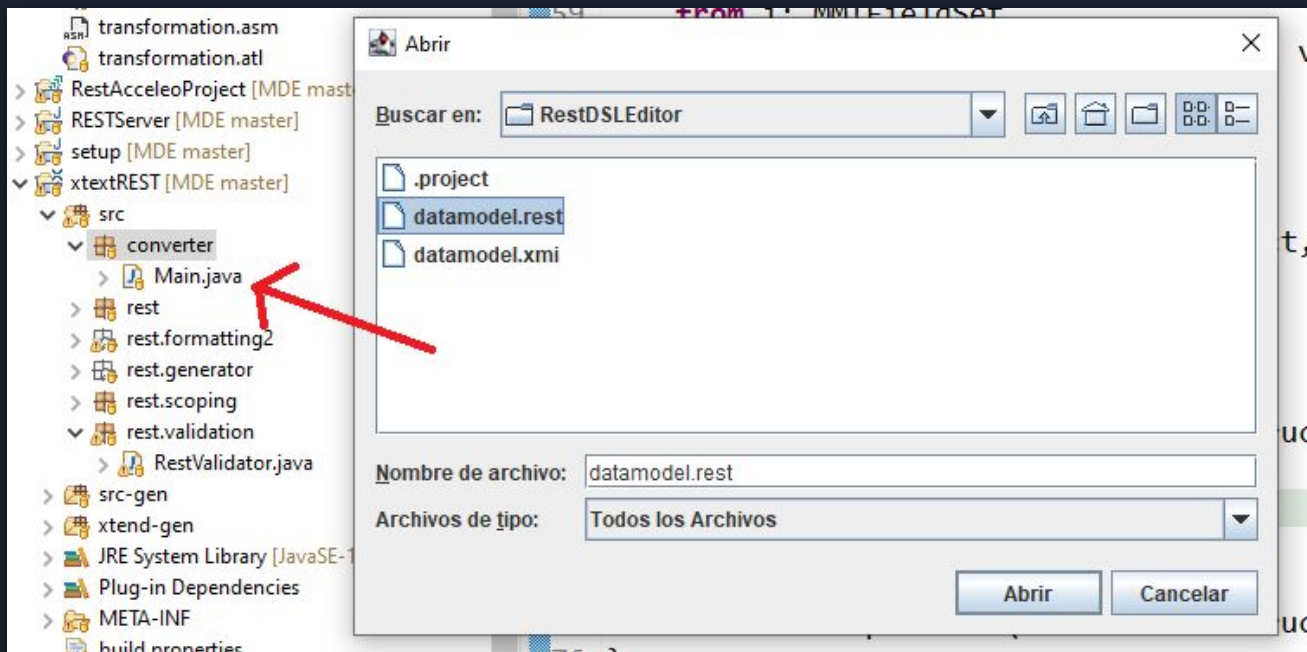 transformation.asm
transformation.atl
RestAcceleoProject [MDE mast
RESTServer [MDE master]
setup [MDE master]
xtextREST [MDE master]
src
converter
Main.java
rest
rest.formatting2
rest.generator
rest.scoping
rest.validation
RestValidator.java
src-gen
xtend-gen
JRE System Library [JavaSE-1
Plug-in Dependencies
META-INF
build.properties
59 from i: MMIFieldSet
Abrir
Buscar en: RestDSLEditor
.project
datamodel.rest
datamodel.xmi
Nombre de archivo: datamodel.rest
Archivos de tipo: Todos los Archivos
Abrir Cancelar
t,